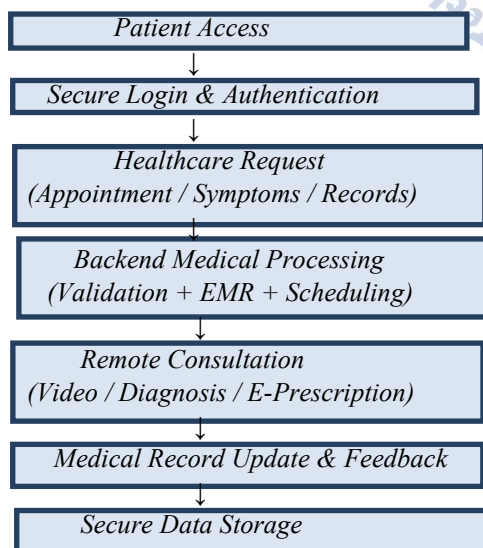 Patient Access
↓
Secure Login & Authentication
↓
Healthcare Request
(Appointment / Symptoms / Records)
↓
Backend Medical Processing
(Validation + EMR + Scheduling)
↓
Remote Consultation
(Video / Diagnosis / E-Prescription)
↓
Medical Record Update & Feedback
↓
Secure Data Storage